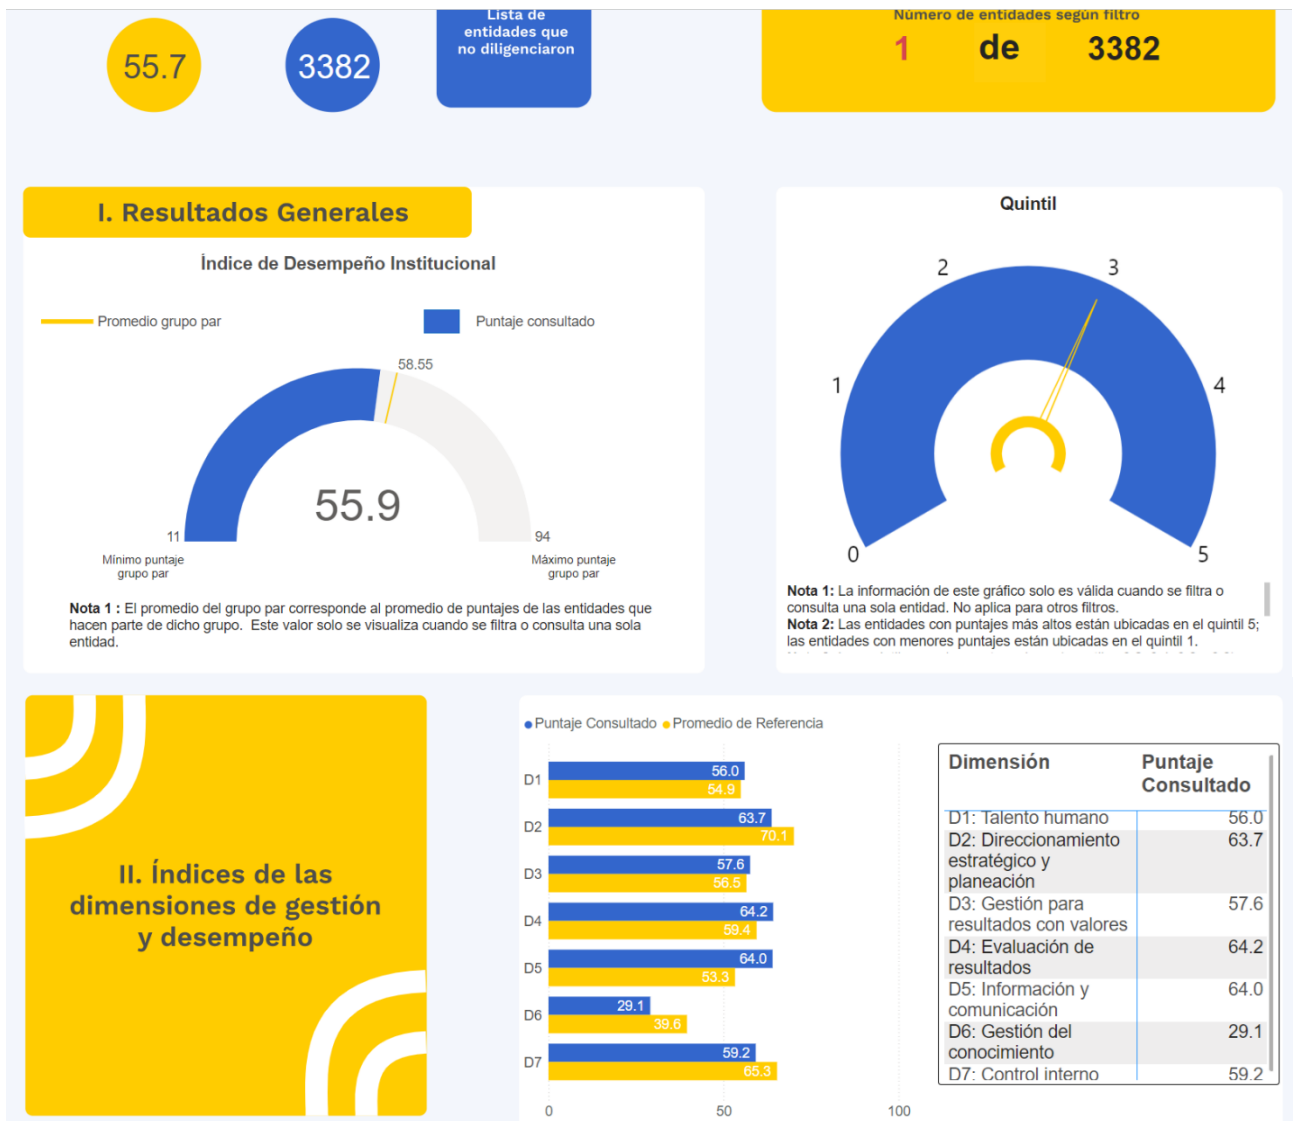 55.7
3382
Lista de
entidades que
no diligenciaron
Número de entidades según filtro
1 de 3382
I. Resultados Generales
Índice de Desempeño Institucional
Promedio grupo par
Puntaje consultado
58.55
55.9
11
94
Mínimo puntaje
grupo par
Máximo puntaje
grupo par
Nota 1 : El promedio del grupo par corresponde al promedio de puntajes de las entidades que
hacen parte de dicho grupo. Este valor solo se visualiza cuando se filtra o consulta una sola
entidad.
Quintil
0
1
2
3
4
5
Nota 1: La información de este gráfico solo es válida cuando se filtra o
consulta una sola entidad. No aplica para otros filtros.
Nota 2: Las entidades con puntajes más altos están ubicadas en el quintil 5;
las entidades con menores puntajes están ubicadas en el quintil 1.
II. Índices de las
dimensiones de gestión
y desempeño
Puntaje Consultado Promedio de Referencia
D1
56.0
54.9
D2
63.7
70.1
D3
57.6
56.5
D4
64.2
59.4
D5
64.0
53.3
D6
29.1
39.6
D7
59.2
65.3
0 50 100
Dimensión Puntaje
Consultado
D1: Talento humano 56.0
D2: Direccionamiento 63.7
estratégico y
planeación
D3: Gestión para 57.6
resultados con valores
D4: Evaluación de 64.2
resultados
D5: Información y 64.0
comunicación
D6: Gestión del 29.1
conocimiento
D7: Control interno 59.2